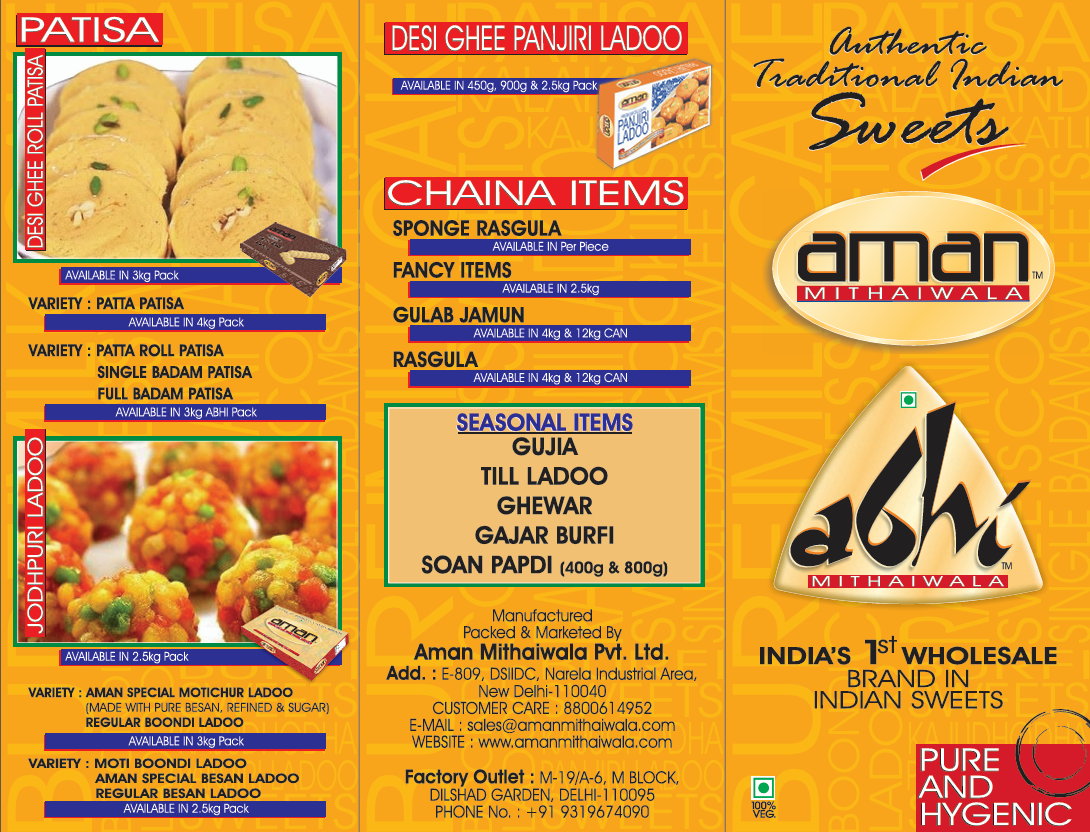 PATISA
DESI GHEE ROLL PATISA
AVAILABLE IN 3kg Pack
VARIETY : PATTA PATISA
AVAILABLE IN 4kg Pack
VARIETY : PATTA ROLL PATISA
SINGLE BADAM PATISA
FULL BADAM PATISA
AVAILABLE IN 3kg ABHI Pack
JODHPURI LADOO
aman
AVAILABLE IN 2.5kg Pack
VARIETY : AMAN SPECIAL MOTICHUR LADOO
(MADE WITH PURE BESAN, REFINED & SUGAR)
REGULAR BOONDI LADOO
AVAILABLE IN 3kg Pack
VARIETY : MOTI BOONDI LADOO
AMAN SPECIAL BESAN LADOO
REGULAR BESAN LADOO
AVAILABLE IN 2.5kg Pack
DESI GHEE PANJIRI LADOO
AVAILABLE IN 450g, 900g & 2.5kg Pack
aman
PANJIRI
LADOO
CHAINA ITEMS
SPONGE RASGULA
AVAILABLE IN Per Piece
FANCY ITEMS
AVAILABLE IN 2.5kg
GULAB JAMUN
AVAILABLE IN 4kg & 12kg CAN
RASGULA
AVAILABLE IN 4kg & 12kg CAN
SEASONAL ITEMS
GUJIA
TILL LADOO
GHEWAR
GAJAR BURFI
SOAN PAPDI (400g & 800g)
Manufactured
Packed & Marketed By
Aman Mithaiwala Pvt. Ltd.
Add. : E-809, DSIIDC, Narela Industrial Area,
New Delhi-110040
CUSTOMER CARE : 8800614952
E-MAIL : sales@amanmithaiwala.com
WEBSITE : www.amanmithaiwala.com
Factory Outlet : M-19/A-6, M BLOCK,
DILSHAD GARDEN, DELHI-110095
PHONE No. : +91 9319674090
Authentic
Traditional Indian
Sweets
aman TM
MITHAIWALA
abhi TM
MITHAIWALA
INDIA'S 1st WHOLESALE
BRAND IN
INDIAN SWEETS
100%
VEG.
PURE
AND
HYGENIC